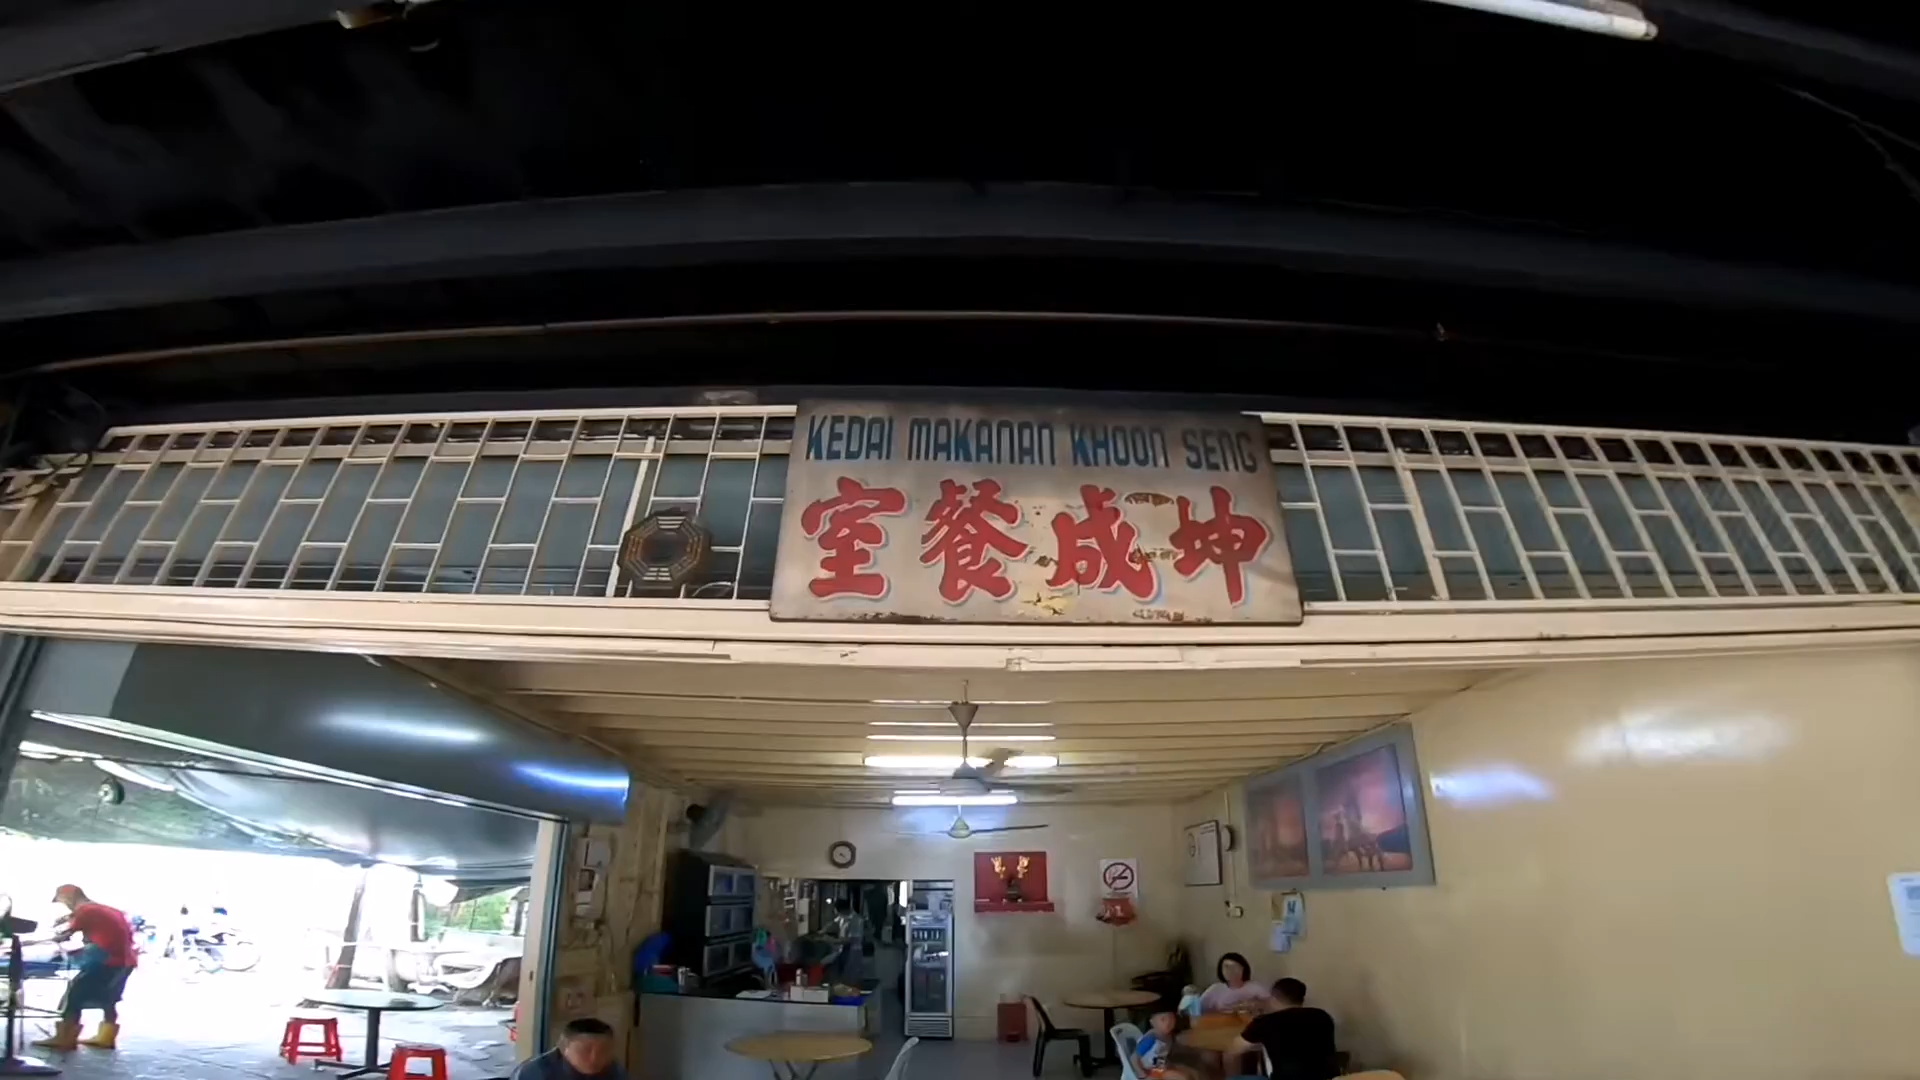 KEDAI MAKANAN KHOON SENG
室餐成坤